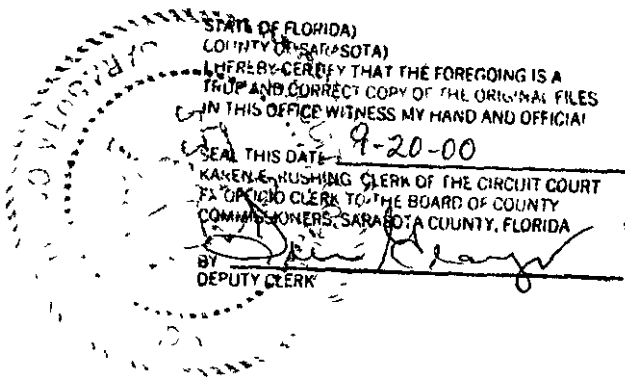 STATE OF FLORIDA)
COUNTY OF SARASOTA)
I HEREBY CERTIFY THAT THE FOREGOING IS A
TRUE AND CORRECT COPY OF THE ORIGINAL FILES
IN THIS OFFICE WITNESS MY HAND AND OFFICIAL
SEAL THIS DATE 9-20-00
KAREN E. RUSHING CLERK OF THE CIRCUIT COURT
EX OFFICIO CLERK TO THE BOARD OF COUNTY
COMMISSIONERS, SARASOTA COUNTY, FLORIDA
BY
DEPUTY CLERK
SARASOTA CO